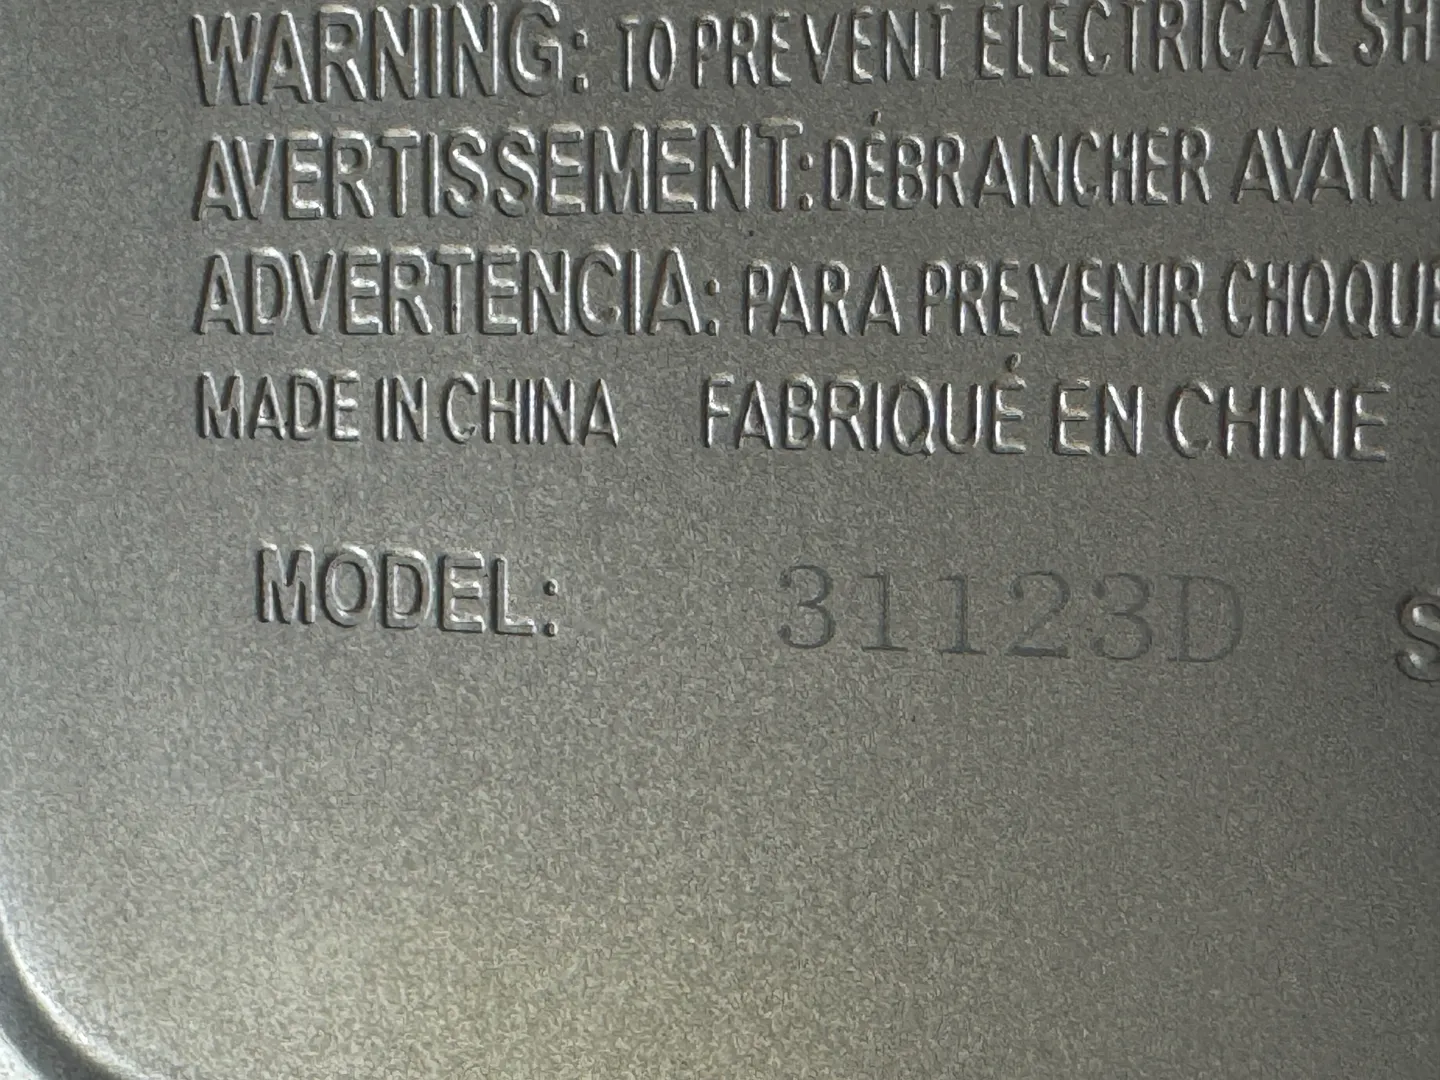 WARNING: TO PREVENT ELECTRICAL SH
AVERTISSEMENT: DÉBRANCHER AVANT
ADVERTENCIA: PARA PREVENIR CHOQUE
MADE IN CHINA FABRIQUÉ EN CHINE
MODEL: 31123D S